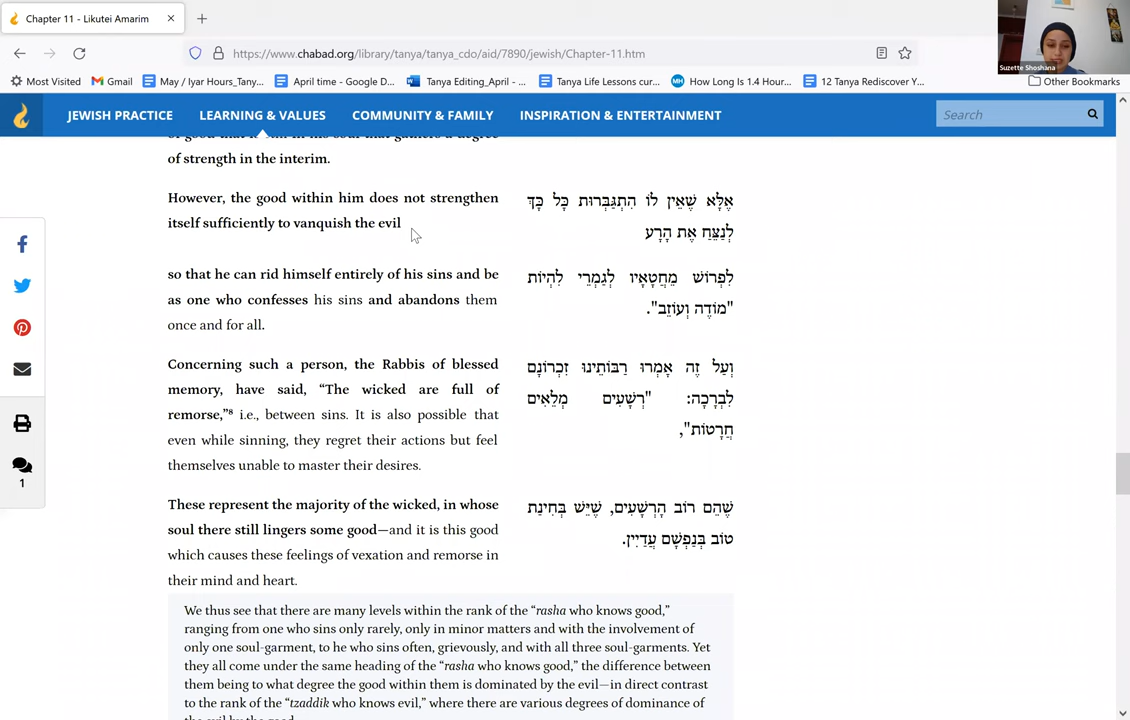 Chapter 11 - Likutei Amarim
https://www.chabad.org/library/tanya/tanya_cdo/aid/7890/jewish/Chapter-11.htm
Most Visited Gmail May / Iyar Hours_Tany... April time - Google D... Tanya Editing_April - ... Tanya Life Lessons cur... MH How Long Is 1.4 Hour... 12 Tanya Rediscover Y... Other Bookmarks
Suzette Shoshana
JEWISH PRACTICE LEARNING & VALUES COMMUNITY & FAMILY INSPIRATION & ENTERTAINMENT Search
of strength in the interim.
However, the good within him does not strengthen
itself sufficiently to vanquish the evil
אֶלָּא שֶׁאֵין לוֹ הִתְגַּבְּרוּת כָּל כָּךְ
לְנַצֵּחַ אֶת הָרָע
so that he can rid himself entirely of his sins and be
as one who confesses his sins and abandons them
once and for all.
לִפְרוֹשׁ מֵחֲטָאָיו לְגַמְרֵי לִהְיוֹת
"מוֹדֶה וְעוֹזֵב".
Concerning such a person, the Rabbis of blessed
memory, have said, “The wicked are full of
remorse,”8 i.e., between sins. It is also possible that
even while sinning, they regret their actions but feel
themselves unable to master their desires.
וְעַל זֶה אָמְרוּ רַבּוֹתֵינוּ זִכְרוֹנָם
לִבְרָכָה: "רְשָׁעִים מְלֵאִים
חֲרָטוֹת",
These represent the majority of the wicked, in whose
soul there still lingers some good—and it is this good
which causes these feelings of vexation and remorse in
their mind and heart.
שֶׁהֵם רוֹב הָרְשָׁעִים, שֶׁיֵּשׁ בְּחִינַת
טוֹב בְּנַפְשָׁם עֲדַיִין.
We thus see that there are many levels within the rank of the “rasha who knows good,”
ranging from one who sins only rarely, only in minor matters and with the involvement of
only one soul-garment, to he who sins often, grievously, and with all three soul-garments. Yet
they all come under the same heading of the “rasha who knows good,” the difference between
them being to what degree the good within them is dominated by the evil—in direct contrast
to the rank of the “tzaddik who knows evil,” where there are various degrees of dominance of
1